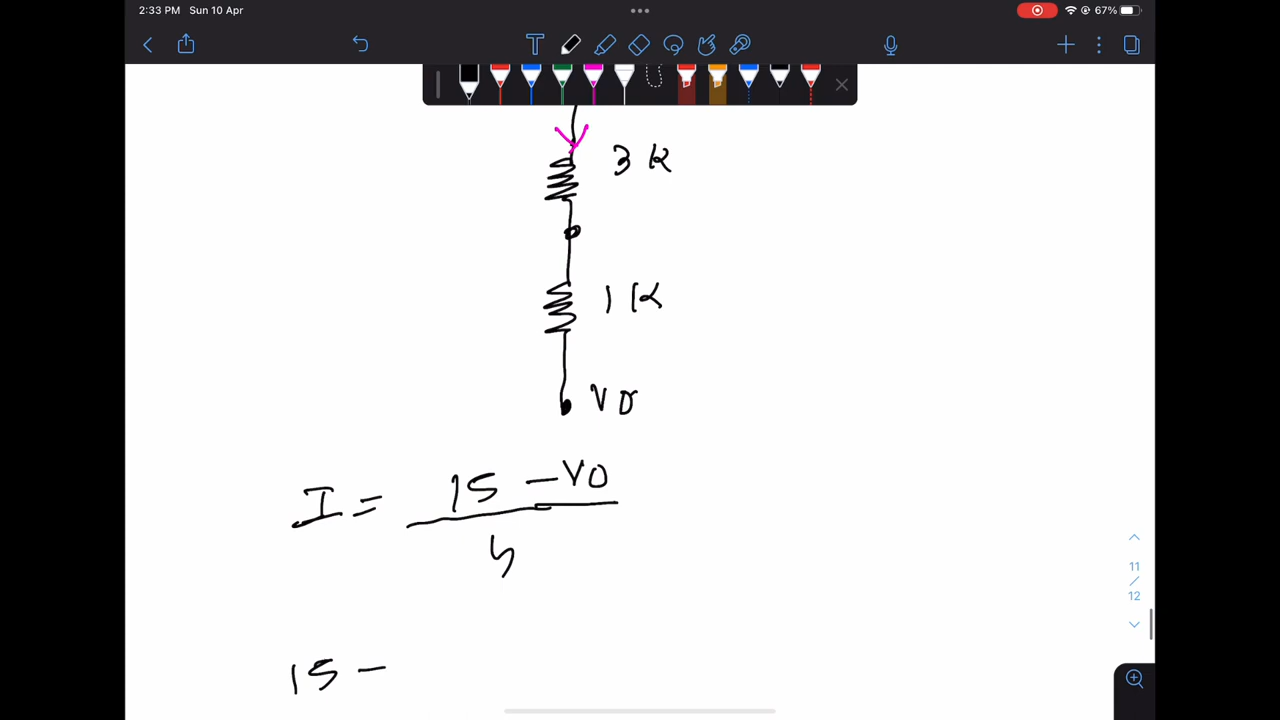 2:33 PM Sun 10 Apr
67%
T
3 K
1 K
VO
I = 15 - VO
4
11
/
12
15 -